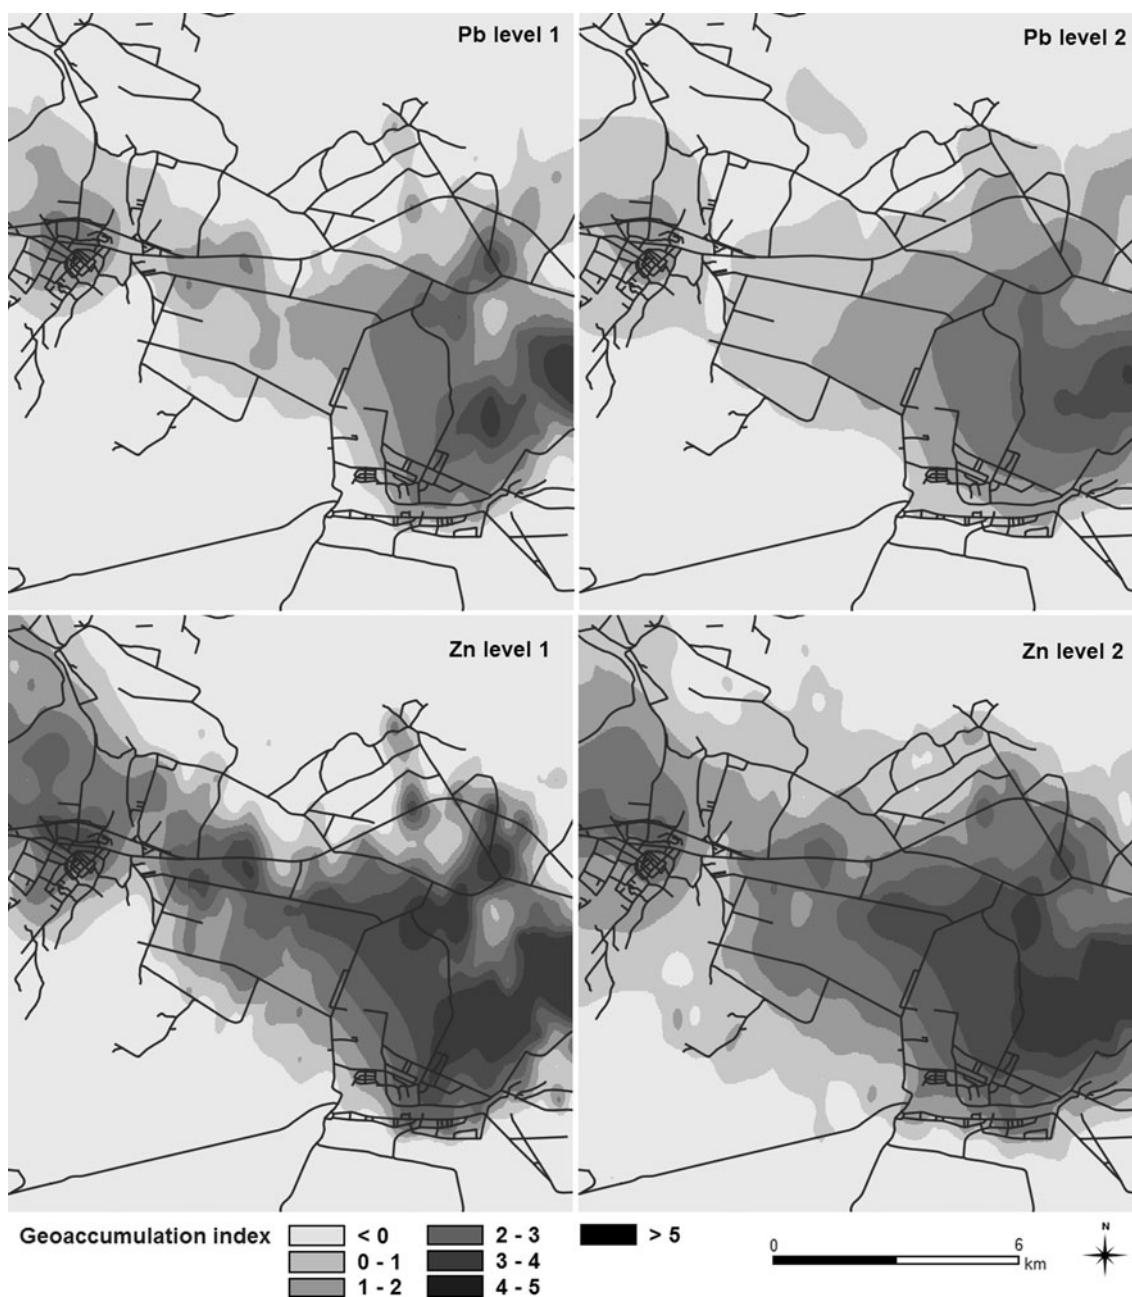 Pb level 1
Pb level 2
Zn level 1
Zn level 2
Geoaccumulation index
< 0
0 - 1
1 - 2
2 - 3
3 - 4
4 - 5
> 5
0
6
km
N